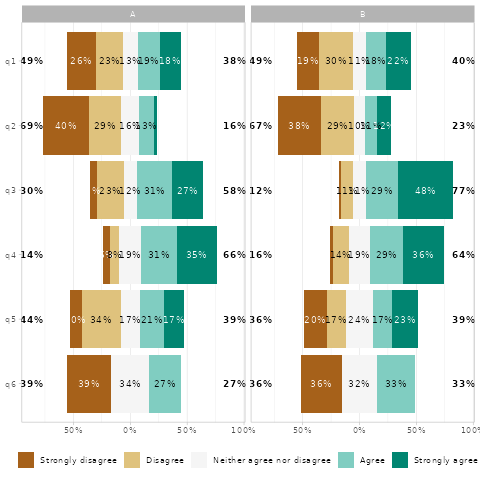 A B
q1 49% 26% 23% 13% 19% 18% 38% 49% 19% 30% 11% 18% 22% 40%
q2 69% 40% 29% 16% 13% 16% 67% 38% 29% 10% 12% 23%
q3 30% 23% 12% 31% 27% 58% 12% 11% 11% 29% 48% 77%
q4 14% 8% 19% 31% 35% 66% 16% 14% 19% 29% 36% 64%
q5 44% 34% 17% 21% 17% 39% 36% 20% 17% 24% 17% 23% 39%
q6 39% 39% 34% 27% 27% 36% 36% 32% 33% 33%
50% 0% 50% 100% 50% 0% 50% 100%
Strongly disagree Disagree Neither agree nor disagree Agree Strongly agree